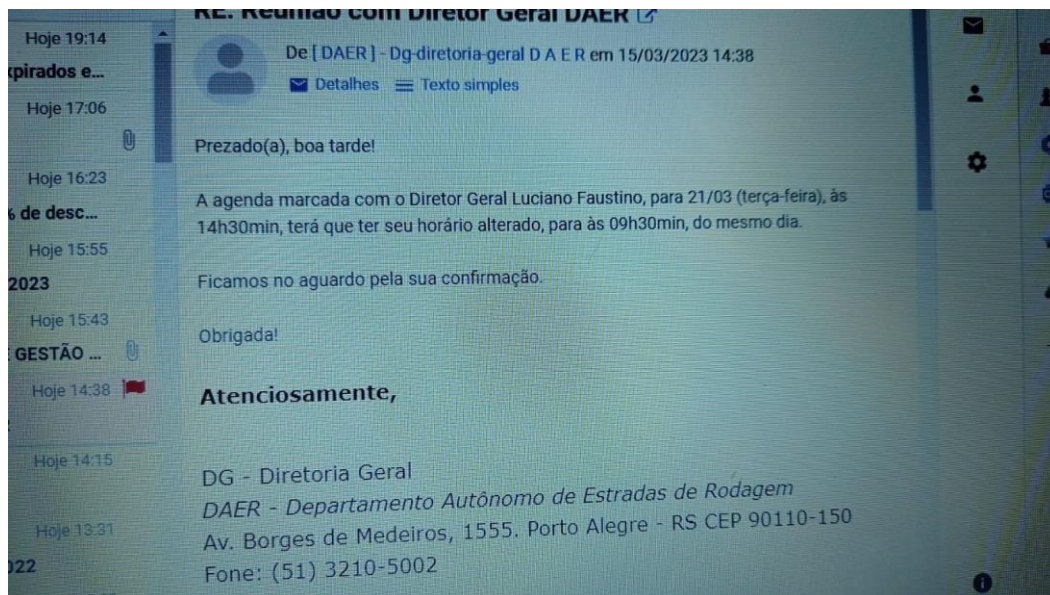 Hoje 19:14
pirados e...
Hoje 17:06
Hoje 16:23
de desc...
Hoje 15:55
2023
Hoje 15:43
GESTÃO ...
Hoje 14:38
Hoje 14:15
Hoje 13:31
022
RE: Reunião com Diretor Geral DAER
De [ DAER ] - Dg-diretoria-geral D A E R em 15/03/2023 14:38
Detalhes Texto simples
Prezado(a), boa tarde!
A agenda marcada com o Diretor Geral Luciano Faustino, para 21/03 (terça-feira), às
14h30min, terá que ter seu horário alterado, para às 09h30min, do mesmo dia.
Ficamos no aguardo pela sua confirmação.
Obrigada!
Atenciosamente,
DG - Diretoria Geral
DAER - Departamento Autônomo de Estradas de Rodagem
Av. Borges de Medeiros, 1555. Porto Alegre - RS CEP 90110-150
Fone: (51) 3210-5002